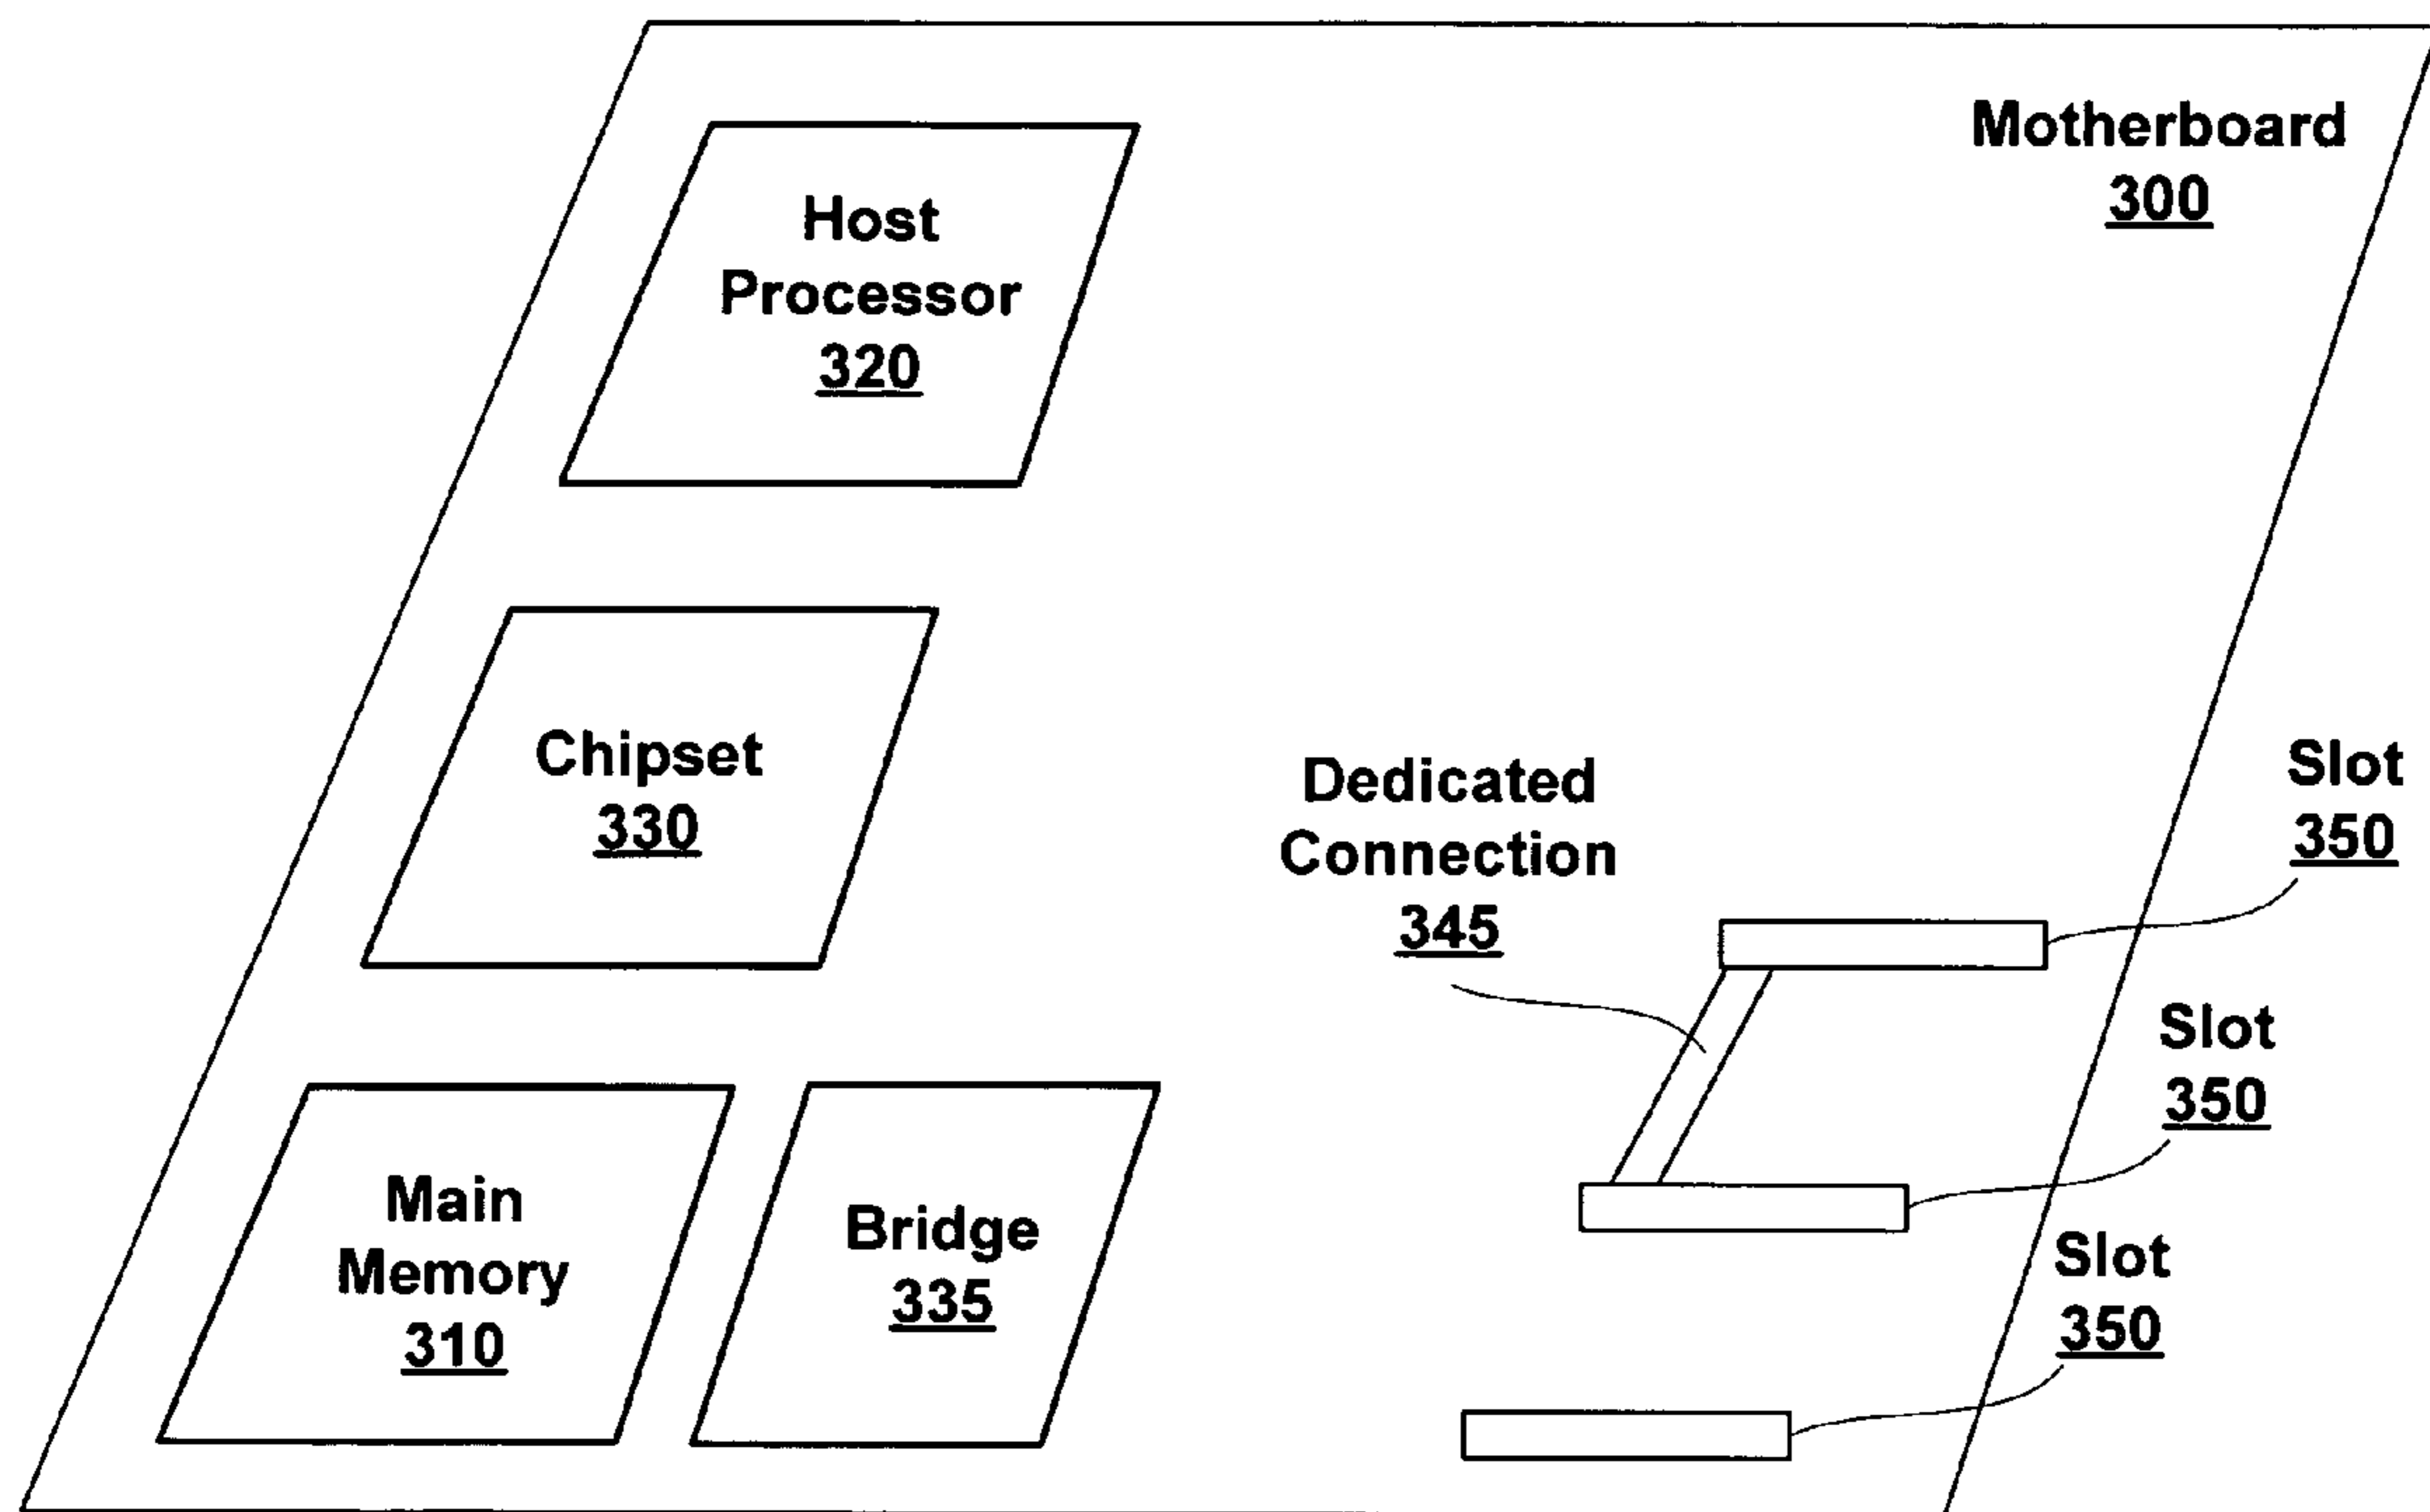 Motherboard
300
Host
Processor
320
Chipset
330
Dedicated
Connection
345
Slot
350
Slot
350
Main
Memory
310
Bridge
335
Slot
350